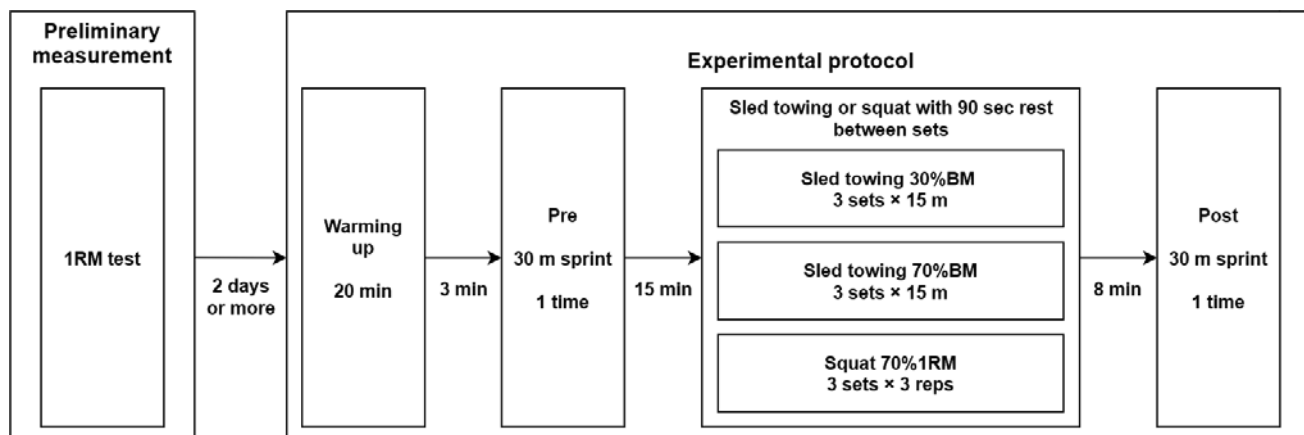 Preliminary
measurement
1RM test
2 days
or more
Experimental protocol
Warming
up
20 min
3 min
Pre
30 m sprint
1 time
15 min
Sled towing or squat with 90 sec rest
between sets
Sled towing 30%BM
3 sets × 15 m
Sled towing 70%BM
3 sets × 15 m
Squat 70%1RM
3 sets × 3 reps
8 min
Post
30 m sprint
1 time